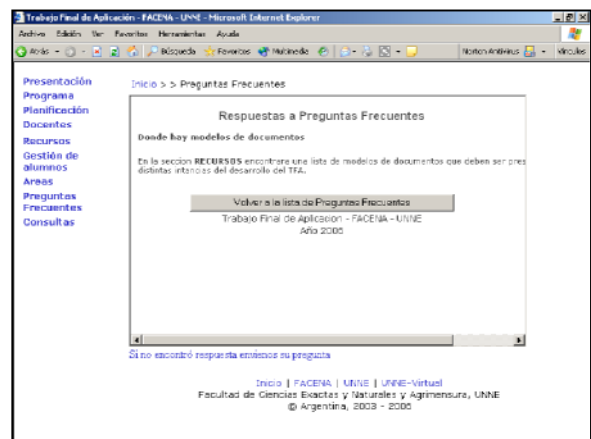 Trabajo Final de Aplicación - FACENA - UNNE - Microsoft Internet Explorer
Archivo Edición Ver Favoritos Herramientas Ayuda
Atrás Búsqueda Favoritos Multimedia Norton AntiVirus Vínculos
Presentación
Programa
Planificación
Docentes
Recursos
Gestión de
alumnos
Areas
Preguntas
Frecuentes
Consultas
Inicio > > Preguntas Frecuentes
Respuestas a Preguntas Frecuentes
Donde hay modelos de documentos
En la seccion RECURSOS encontrara una lista de modelos de documentos que deben ser pres
distintas intancias del desarrollo del TFA.
Volver a la lista de Preguntas Frecuentes
Trabajo Final de Aplicacion - FACENA - UNNE
Año 2006
Si no encontró respuesta envienos su pregunta
Inicio | FACENA | UNNE | UNNE-Virtual
Facultad de Ciencias Exactas y Naturales y Agrimensura, UNNE
© Argentina, 2003 - 2006